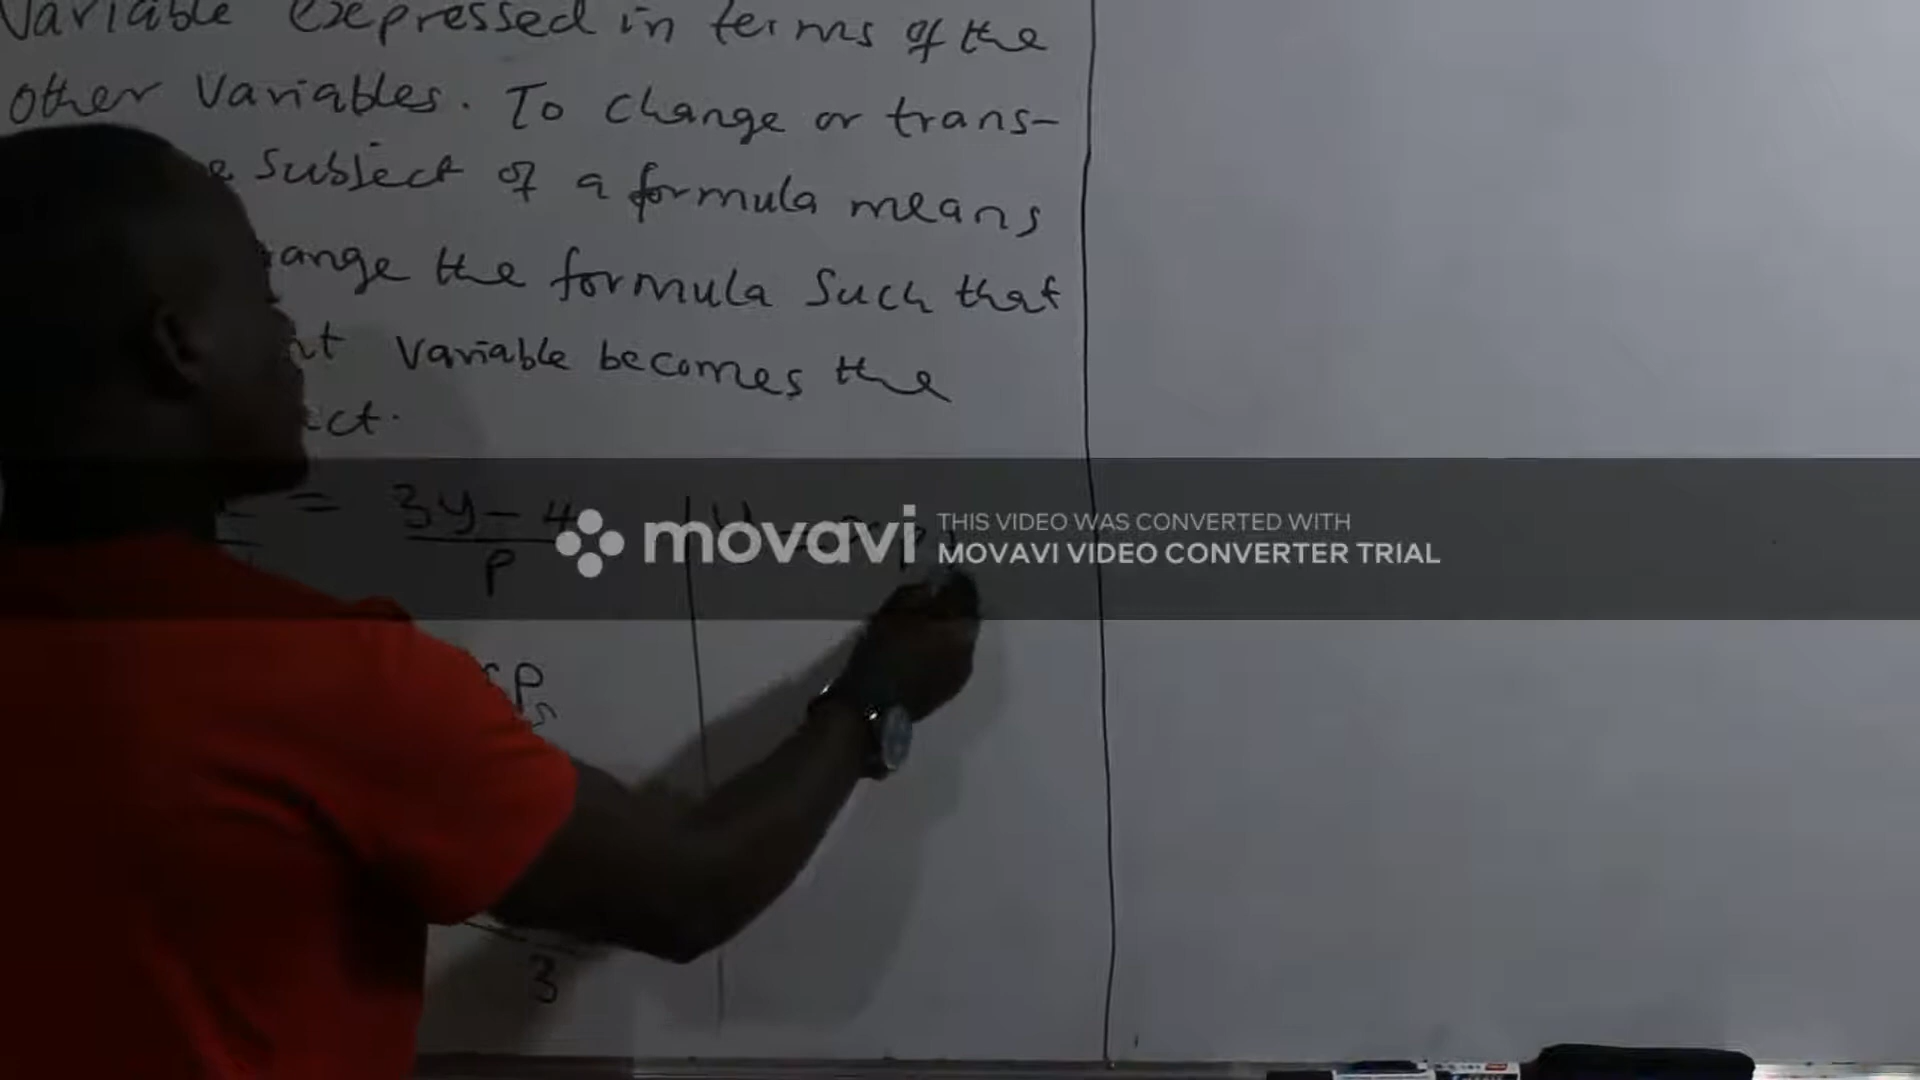 Variable expressed in terms of the
other Variables. To change or trans-
subject of a formula means
ange the formula such that
variable becomes the
ct.
= 3y - 4
P
P
3
movavi
THIS VIDEO WAS CONVERTED WITH
MOVAVI VIDEO CONVERTER TRIAL